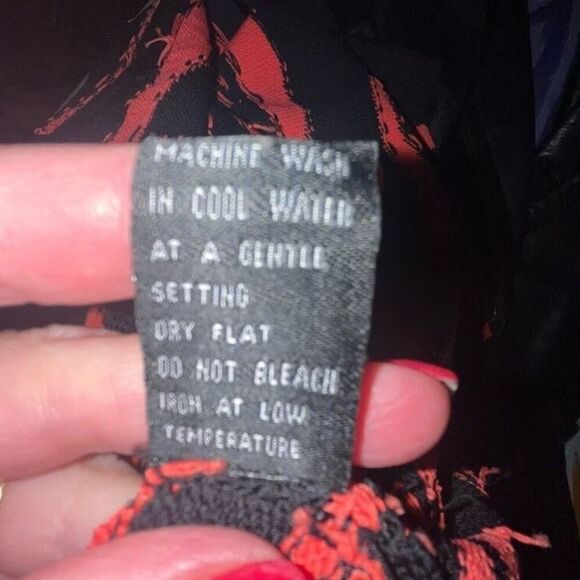 MACHINE WASH
IN COOL WATER
AT A GENTLE
SETTING
DRY FLAT
DO NOT BLEACH
IRON AT LOW
TEMPERATURE